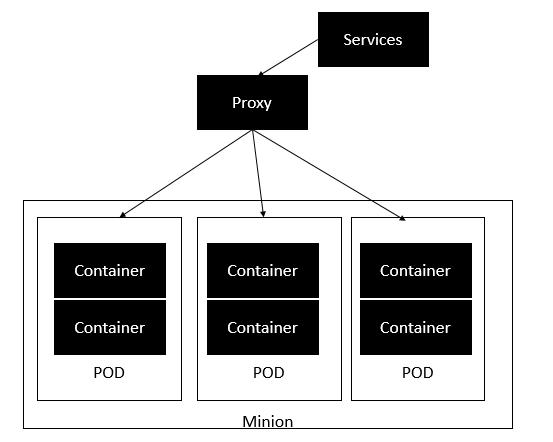 Services
Proxy
Container
Container
POD
Container
Container
POD
Container
Container
POD
Minion